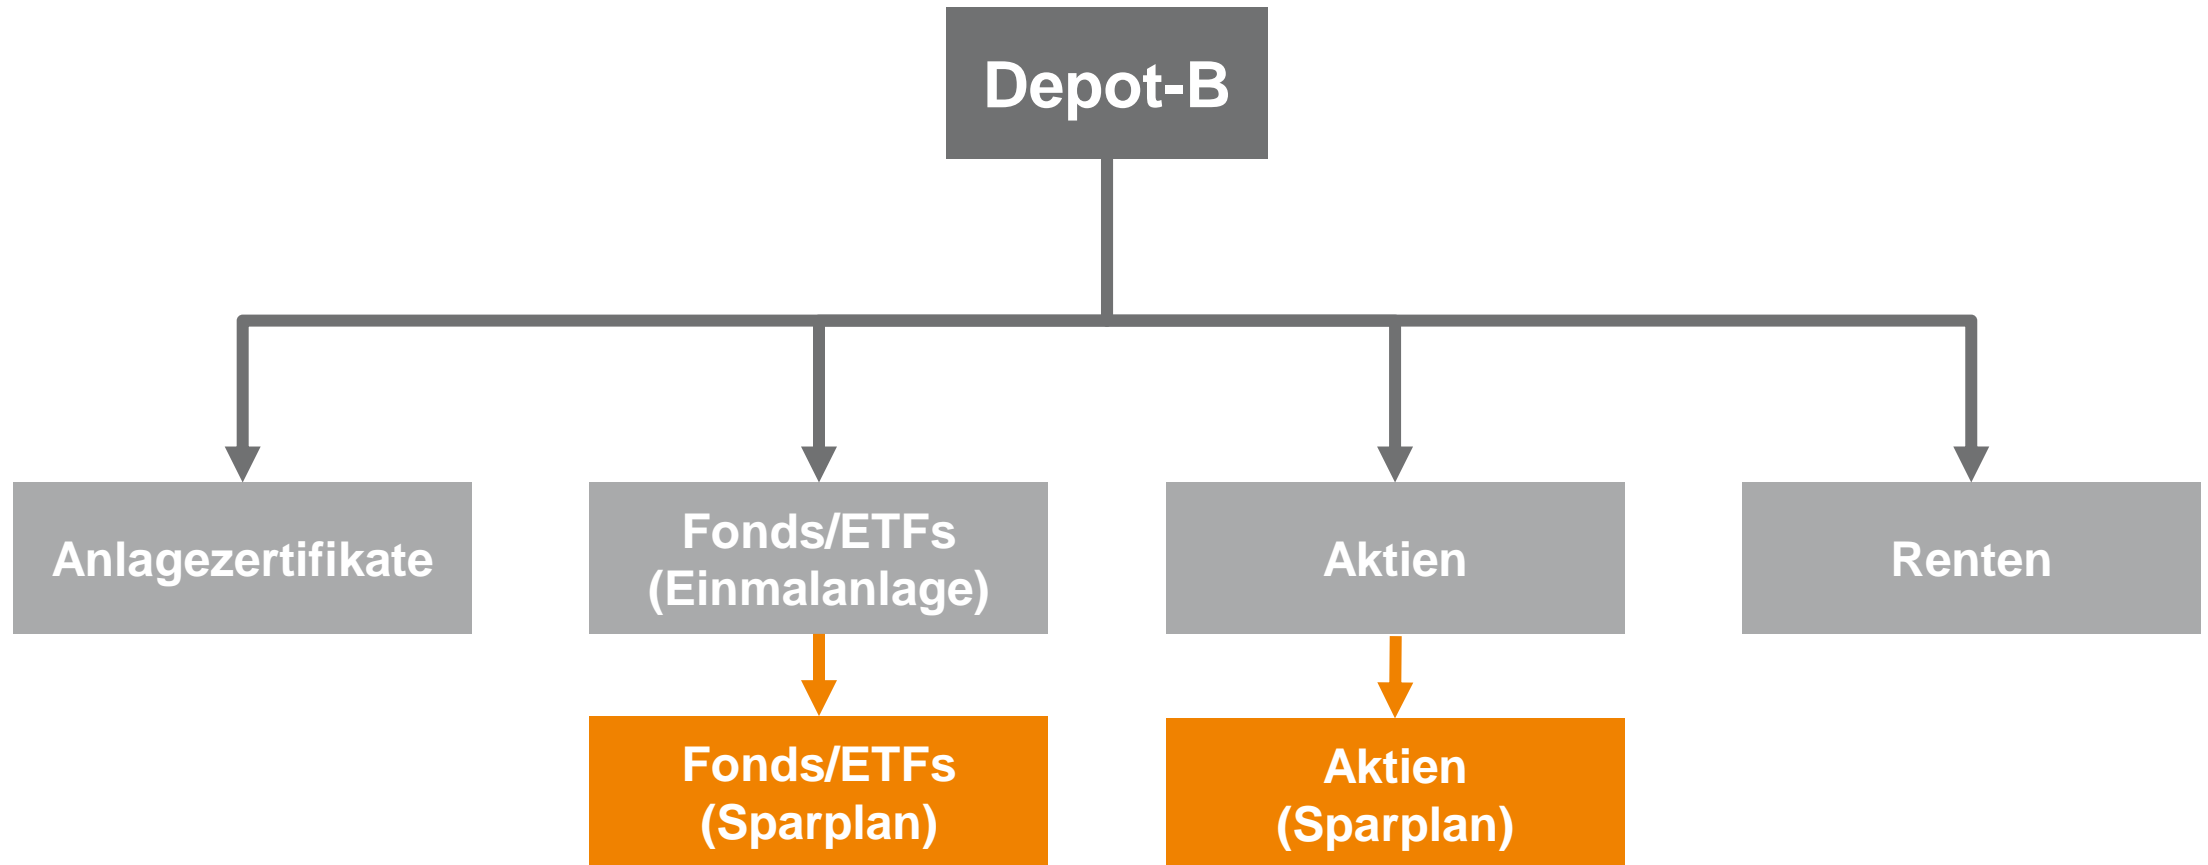 Depot-B
Anlagezertifikate
Fonds/ETFs
(Einmalanlage)
Aktien
Renten
Fonds/ETFs
(Sparplan)
Aktien
(Sparplan)